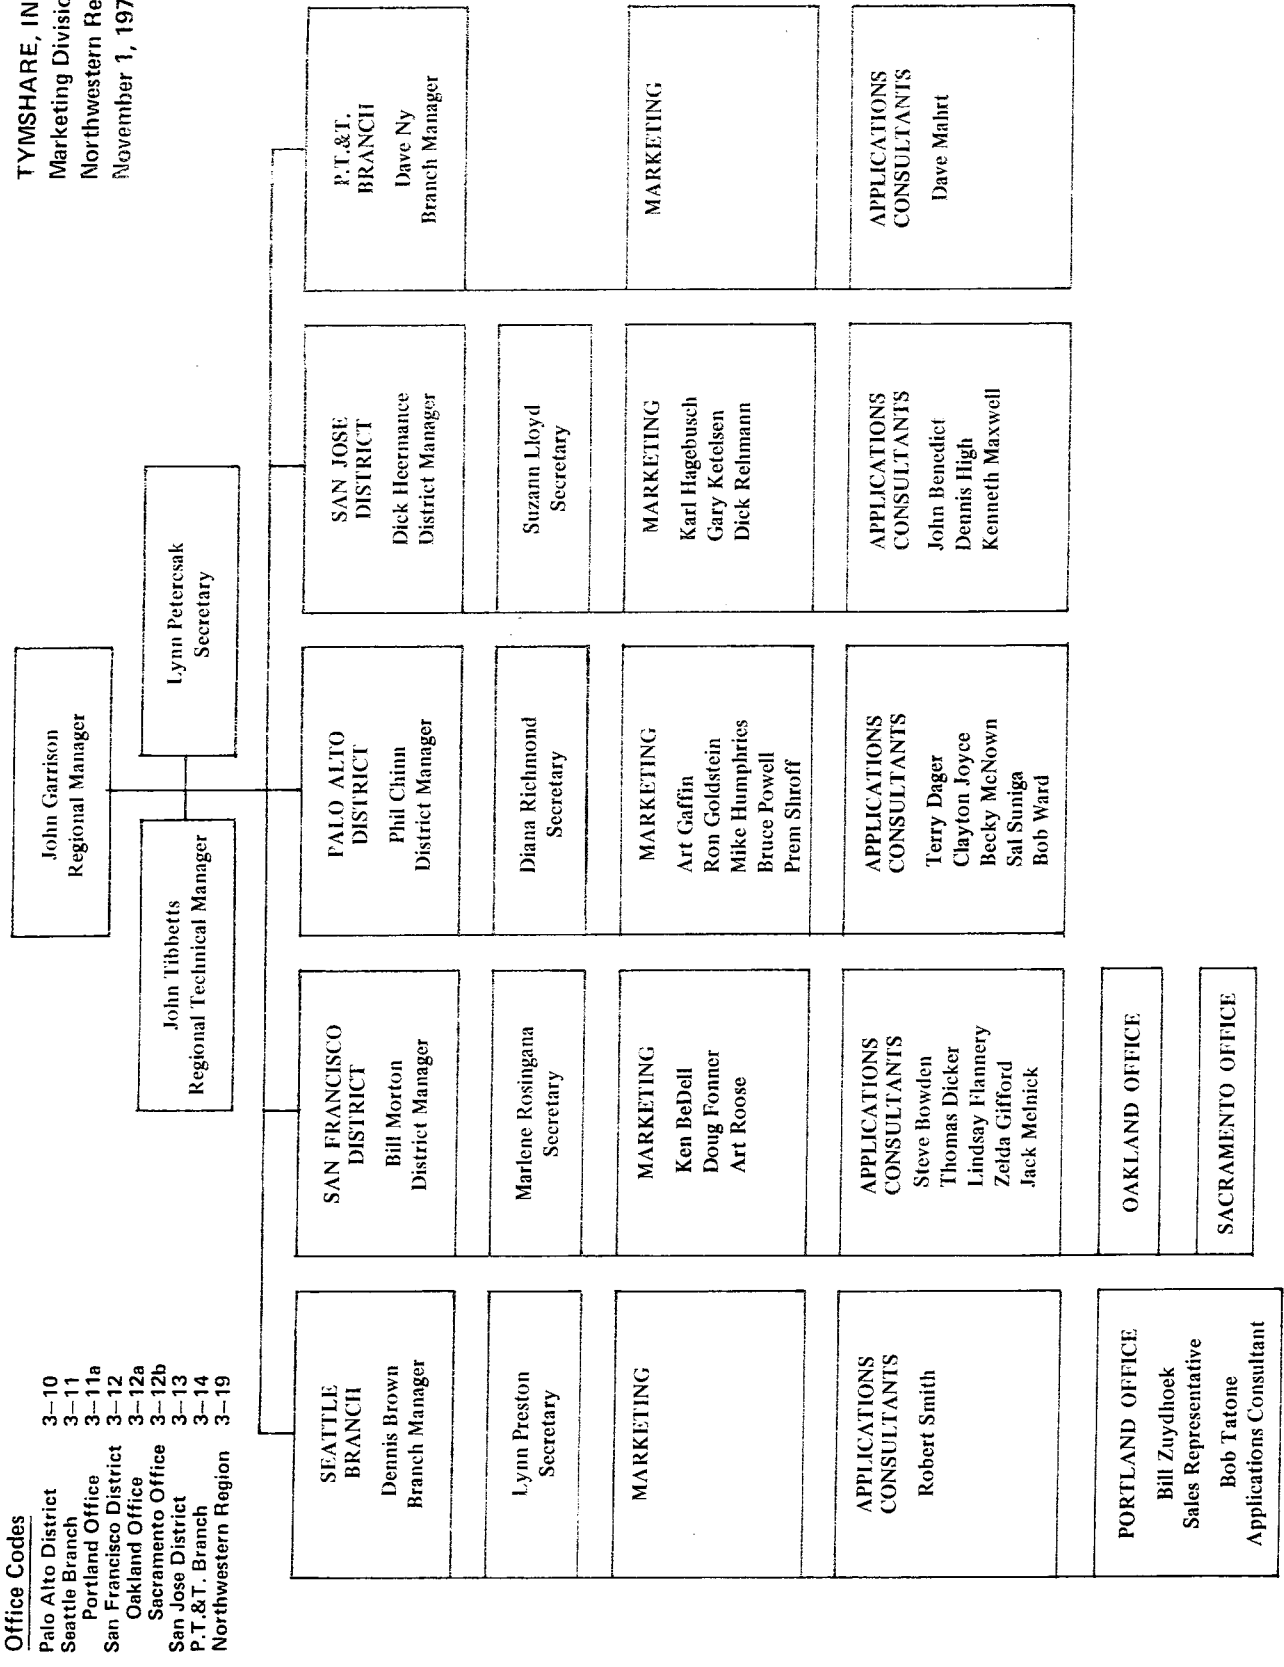 TYMSHARE, IN
Marketing Divisio
Northwestern Re
November 1, 197
Office Codes
Palo Alto District 3–10
Seattle Branch 3–11
Portland Office 3–11a
San Francisco District 3–12
Oakland Office 3–12a
Sacramento Office 3–12b
San Jose District 3–13
P.T.&T. Branch 3–14
Northwestern Region 3–19
John Garrison
Regional Manager
John Tibbetts
Regional Technical Manager
Lynn Petercsak
Secretary
SEATTLE
BRANCH
Dennis Brown
Branch Manager
Lynn Preston
Secretary
MARKETING
APPLICATIONS
CONSULTANTS
Robert Smith
PORTLAND OFFICE
Bill Zuydhoek
Sales Representative
Bob Tatone
Applications Consultant
SAN FRANCISCO
DISTRICT
Bill Morton
District Manager
Marlene Rosingana
Secretary
MARKETING
Ken BeDell
Doug Fonner
Art Roose
APPLICATIONS
CONSULTANTS
Steve Bowden
Thomas Dicker
Lindsay Flannery
Zelda Gifford
Jack Melnick
OAKLAND OFFICE
SACRAMENTO OFFICE
PALO ALTO
DISTRICT
Phil Chinn
District Manager
Diana Richmond
Secretary
MARKETING
Art Gaffin
Ron Goldstein
Mike Humphries
Bruce Powell
Prem Shroff
APPLICATIONS
CONSULTANTS
Terry Dager
Clayton Joyce
Becky McNown
Sal Suniga
Bob Ward
SAN JOSE
DISTRICT
Dick Heermance
District Manager
Suzann Lloyd
Secretary
MARKETING
Karl Hagebusch
Gary Ketelsen
Dick Rehmann
APPLICATIONS
CONSULTANTS
John Benedict
Dennis High
Kenneth Maxwell
P.T.&T.
BRANCH
Dave Ny
Branch Manager
MARKETING
APPLICATIONS
CONSULTANTS
Dave Mahrt